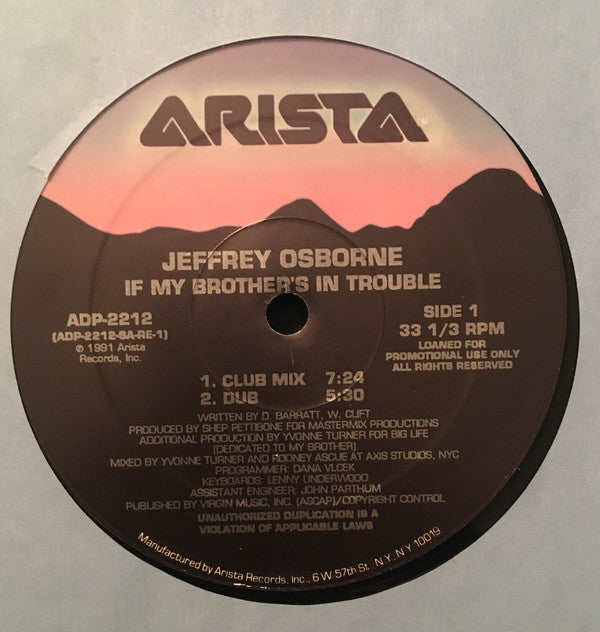 ARISTA
JEFFREY OSBORNE
IF MY BROTHER'S IN TROUBLE
ADP-2212
(ADP-2212-SA-RE-1)
℗ 1991 Arista
Records, Inc.
SIDE 1
33 1/3 RPM
LOANED FOR
PROMOTIONAL USE ONLY
ALL RIGHTS RESERVED
1. CLUB MIX 7:24
2. DUB 5:30
WRITTEN BY D. BARRATT, W. CLIFT
PRODUCED BY SHEP PETTIBONE FOR MASTERMIX PRODUCTIONS
ADDITIONAL PRODUCTION BY YVONNE TURNER FOR BIG LIFE
(DEDICATED TO MY BROTHER)
MIXED BY YVONNE TURNER AND RODNEY ASCUE AT AXIS STUDIOS, NYC
PROGRAMMER: DANA VLCEK
KEYBOARDS: LENNY UNDERWOOD
ASSISTANT ENGINEER: JOHN PARTHUM
PUBLISHED BY VIRGIN MUSIC, INC. (ASCAP)/COPYRIGHT CONTROL
UNAUTHORIZED DUPLICATION IS A
VIOLATION OF APPLICABLE LAWS
Manufactured by Arista Records, Inc., 6 W 57th St. N.Y. N.Y 10019